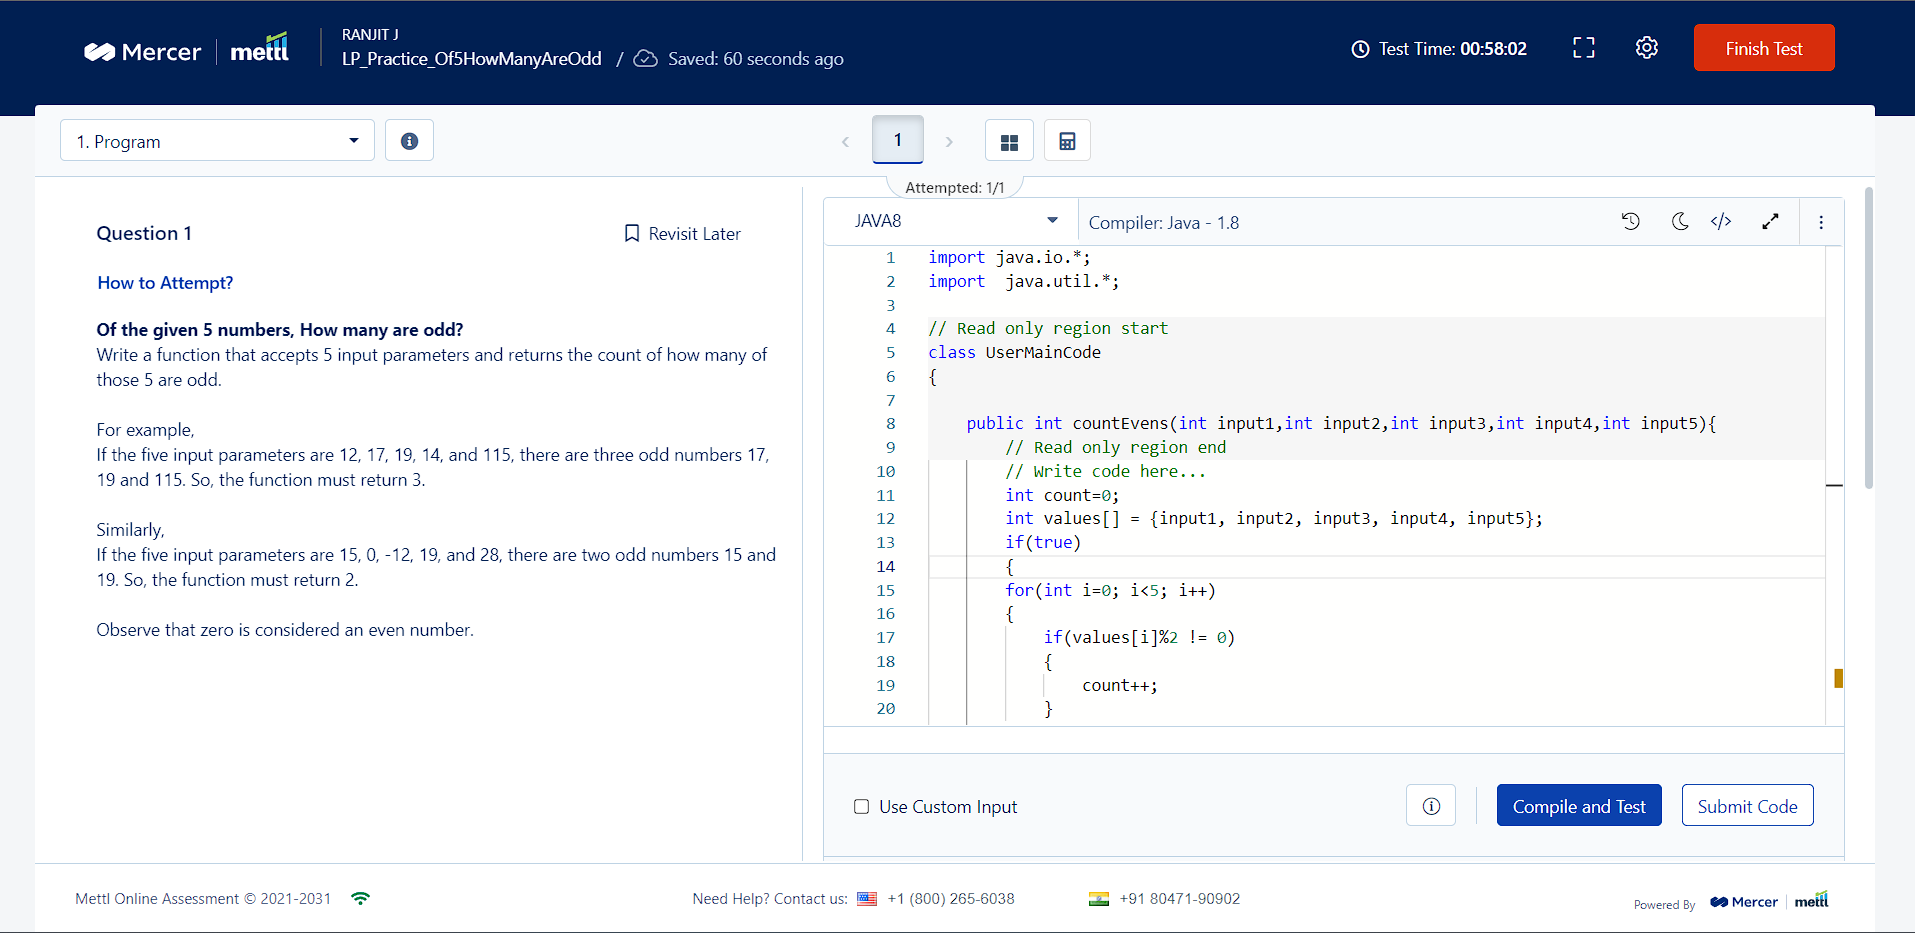 Mercer mettl
RANJIT J
LP_Practice_Of5HowManyAreOdd / Saved: 60 seconds ago
Test Time: 00:58:02
Finish Test
1. Program
1
Attempted: 1/1
Question 1
Revisit Later
How to Attempt?
Of the given 5 numbers, How many are odd?
Write a function that accepts 5 input parameters and returns the count of how many of
those 5 are odd.
For example,
If the five input parameters are 12, 17, 19, 14, and 115, there are three odd numbers 17,
19 and 115. So, the function must return 3.
Similarly,
If the five input parameters are 15, 0, -12, 19, and 28, there are two odd numbers 15 and
19. So, the function must return 2.
Observe that zero is considered an even number.
JAVA8
Compiler: Java - 1.8
1 import java.io.*;
2 import  java.util.*;
3
4 // Read only region start
5 class UserMainCode
6 {
7
8     public int countEvens(int input1,int input2,int input3,int input4,int input5){
9         // Read only region end
10         // Write code here...
11         int count=0;
12         int values[] = {input1, input2, input3, input4, input5};
13         if(true)
14         {
15         for(int i=0; i<5; i++)
16         {
17             if(values[i]%2 != 0)
18             {
19                 count++;
20             }
Use Custom Input
Compile and Test
Submit Code
Mettl Online Assessment © 2021-2031
Need Help? Contact us: +1 (800) 265-6038
+91 80471-90902
Powered By Mercer mettl